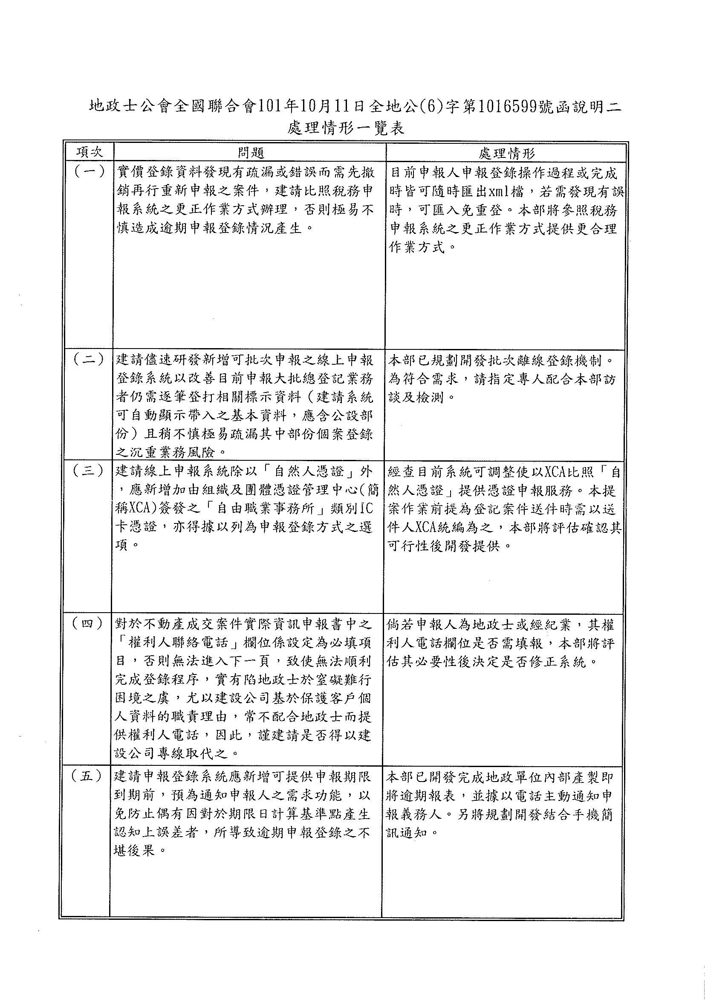 地政士公會全國聯合會101年10月11日全地公(6)字第1016599號函說明二
處理情形一覽表
項次
問題
處理情形
(一)
實價登錄資料發現有疏漏或錯誤而需先撤
銷再行重新申報之案件，建請比照稅務申
報系統之更正作業方式辦理，否則極易不
慎造成逾期申報登錄情況產生。
目前申報人申報登錄操作過程或完成
時皆可隨時匯出xml檔，若需發現有誤
時，可匯入免重登。本部將參照稅務
申報系統之更正作業方式提供更合理
作業方式。
(二)
建請儘速研發新增可批次申報之線上申報
登錄系統以改善目前申報大批總登記業務
者仍需逐筆登打相關標示資料（建請系統
可自動顯示帶入之基本資料，應含公設部
份）且稍不慎極易疏漏其中部份個案登錄
之沉重業務風險。
本部已規劃開發批次離線登錄機制。
為符合需求，請指定專人配合本部訪
談及檢測。
(三)
建請線上申報系統除以「自然人憑證」外
，應新增加由組織及團體憑證管理中心(簡
稱XCA)簽發之「自由職業事務所」類別IC
卡憑證，亦得據以列為申報登錄方式之選
項。
經查目前系統可調整使以XCA比照「自
然人憑證」提供憑證申報服務。本提
案作業前提為登記案件送件時需以送
件人XCA統編為之，本部將評估確認其
可行性後開發提供。
(四)
對於不動產成交案件實際資訊申報書中之
「權利人聯絡電話」欄位係設定為必填項
目，否則無法進入下一頁，致使無法順利
完成登錄程序，實有陷地政士於窒礙難行
困境之虞，尤以建設公司基於保護客戶個
人資料的職責理由，常不配合地政士而提
供權利人電話，因此，謹建請是否得以建
設公司專線取代之。
倘若申報人為地政士或經紀業，其權
利人電話欄位是否需填報，本部將評
估其必要性後決定是否修正系統。
(五)
建請申報登錄系統應新增可提供申報期限
到期前，預為通知申報人之需求功能，以
免防止偶有因對於期限日計算基準點產生
認知上誤差者，所導致逾期申報登錄之不
堪後果。
本部已開發完成地政單位內部產製即
將逾期報表，並據以電話主動通知申
報義務人。另將規劃開發結合手機簡
訊通知。